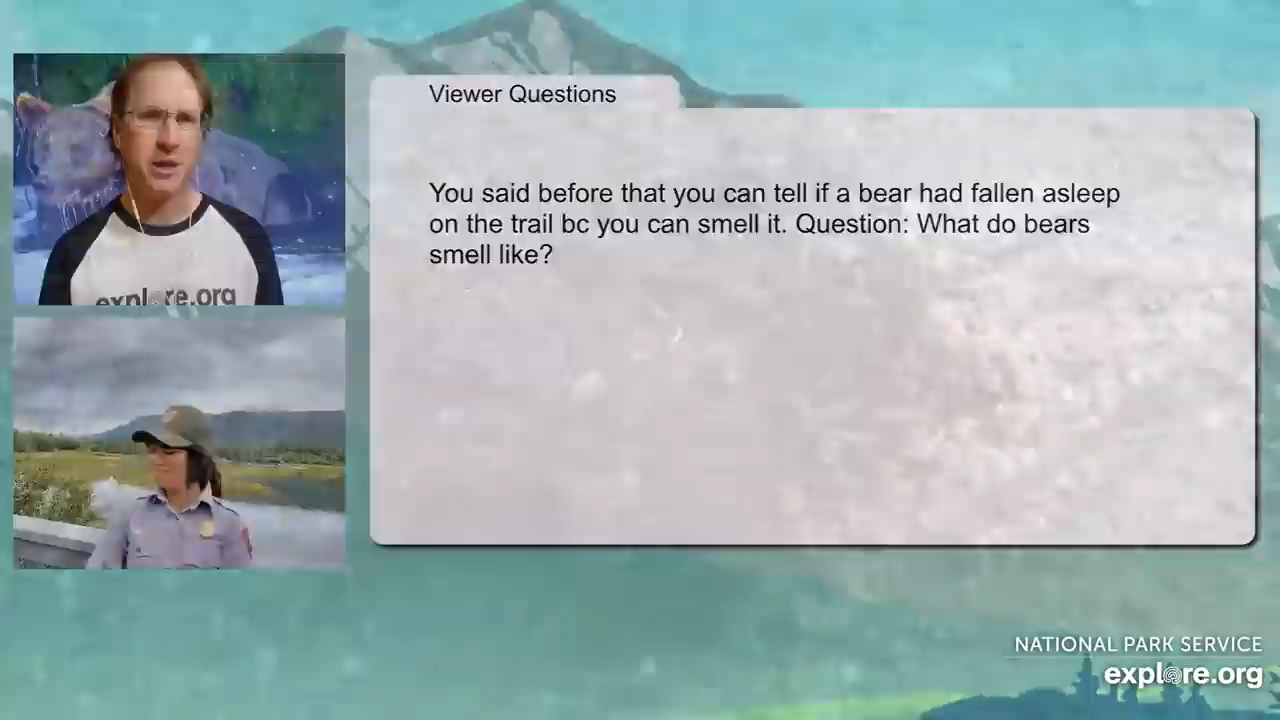 Viewer Questions
You said before that you can tell if a bear had fallen asleep
on the trail bc you can smell it. Question: What do bears
smell like?
explore.org
NATIONAL PARK SERVICE
explore.org